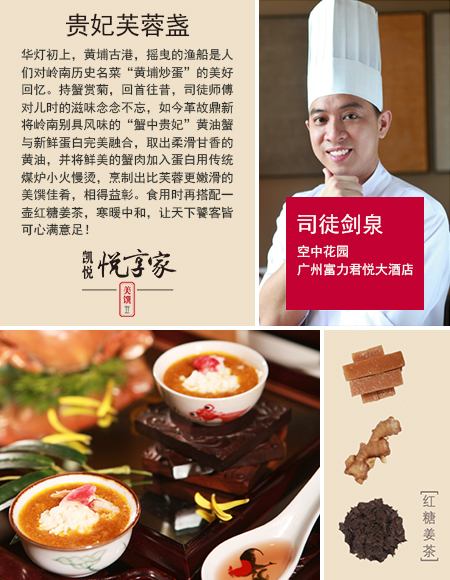 贵妃芙蓉盏
华灯初上，黄埔古港，摇曳的渔船是人
们对岭南历史名菜“黄埔炒蛋”的美好
回忆。持蟹赏菊，回首往昔，司徒师傅
对儿时的滋味念念不忘，如今革故鼎新
将岭南别具风味的“蟹中贵妃”黄油蟹
与新鲜蛋白完美融合，取出柔滑甘香的
黄油，并将鲜美的蟹肉加入蛋白用传统
煤炉小火慢烫，烹制出比芙蓉更嫩滑的
美馔佳肴，相得益彰。食用时再搭配一
壶红糖姜茶，寒暖中和，让天下饕客皆
可心满意足！
凯悦
悦享家
美馔
II
司徒剑泉
空中花园
广州富力君悦大酒店
[红糖姜茶]